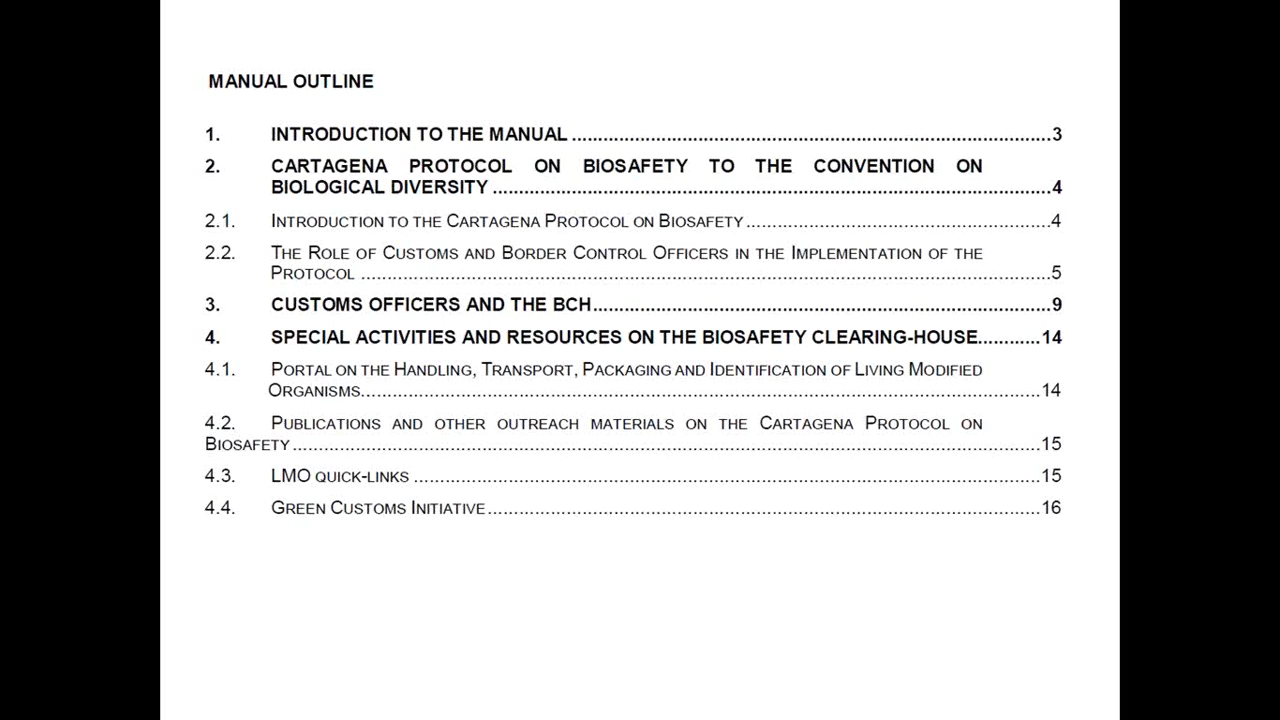 MANUAL OUTLINE
1. INTRODUCTION TO THE MANUAL ........................................................................................3
2. CARTAGENA PROTOCOL ON BIOSAFETY TO THE CONVENTION ON
BIOLOGICAL DIVERSITY .......................................................................................................4
2.1. INTRODUCTION TO THE CARTAGENA PROTOCOL ON BIOSAFETY .........................................................4
2.2. THE ROLE OF CUSTOMS AND BORDER CONTROL OFFICERS IN THE IMPLEMENTATION OF THE
PROTOCOL ................................................................................................................................5
3. CUSTOMS OFFICERS AND THE BCH....................................................................................9
4. SPECIAL ACTIVITIES AND RESOURCES ON THE BIOSAFETY CLEARING-HOUSE............14
4.1. PORTAL ON THE HANDLING, TRANSPORT, PACKAGING AND IDENTIFICATION OF LIVING MODIFIED
ORGANISMS.............................................................................................................................14
4.2. PUBLICATIONS AND OTHER OUTREACH MATERIALS ON THE CARTAGENA PROTOCOL ON
BIOSAFETY ..............................................................................................................................15
4.3. LMO QUICK-LINKS ...................................................................................................................15
4.4. GREEN CUSTOMS INITIATIVE....................................................................................................16